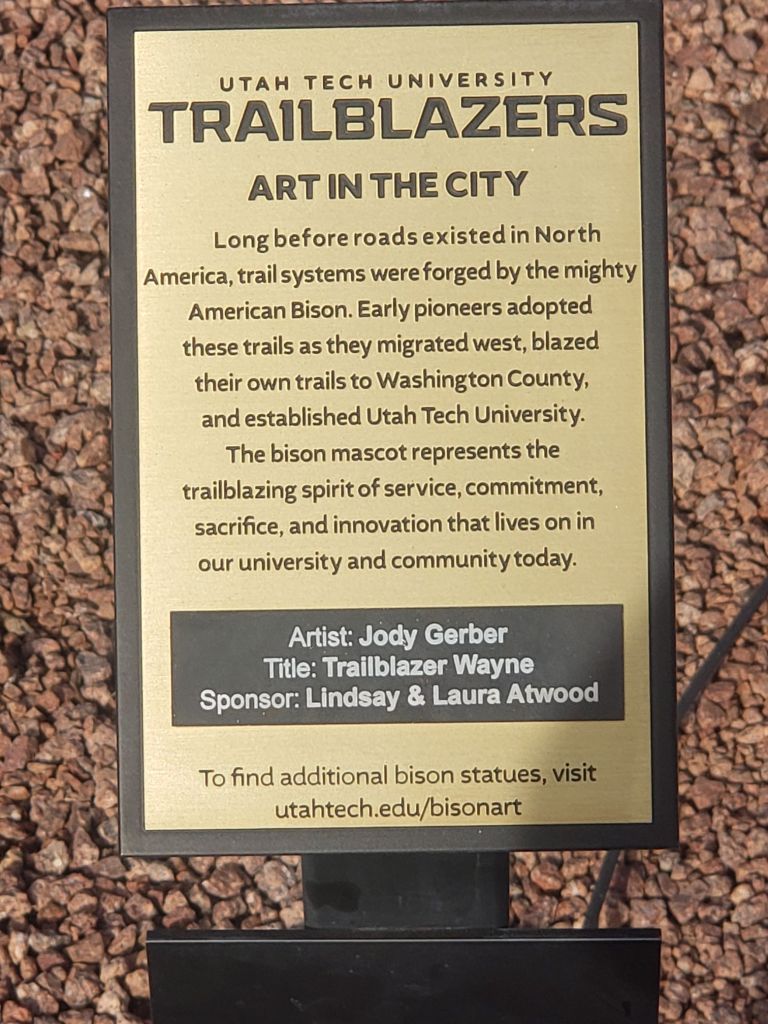 UTAH TECH UNIVERSITY
TRAILBLAZERS
ART IN THE CITY
Long before roads existed in North
America, trail systems were forged by the mighty
American Bison. Early pioneers adopted
these trails as they migrated west, blazed
their own trails to Washington County,
and established Utah Tech University.
The bison mascot represents the
trailblazing spirit of service, commitment,
sacrifice, and innovation that lives on in
our university and community today.
Artist: Jody Gerber
Title: Trailblazer Wayne
Sponsor: Lindsay & Laura Atwood
To find additional bison statues, visit
utahtech.edu/bisonart